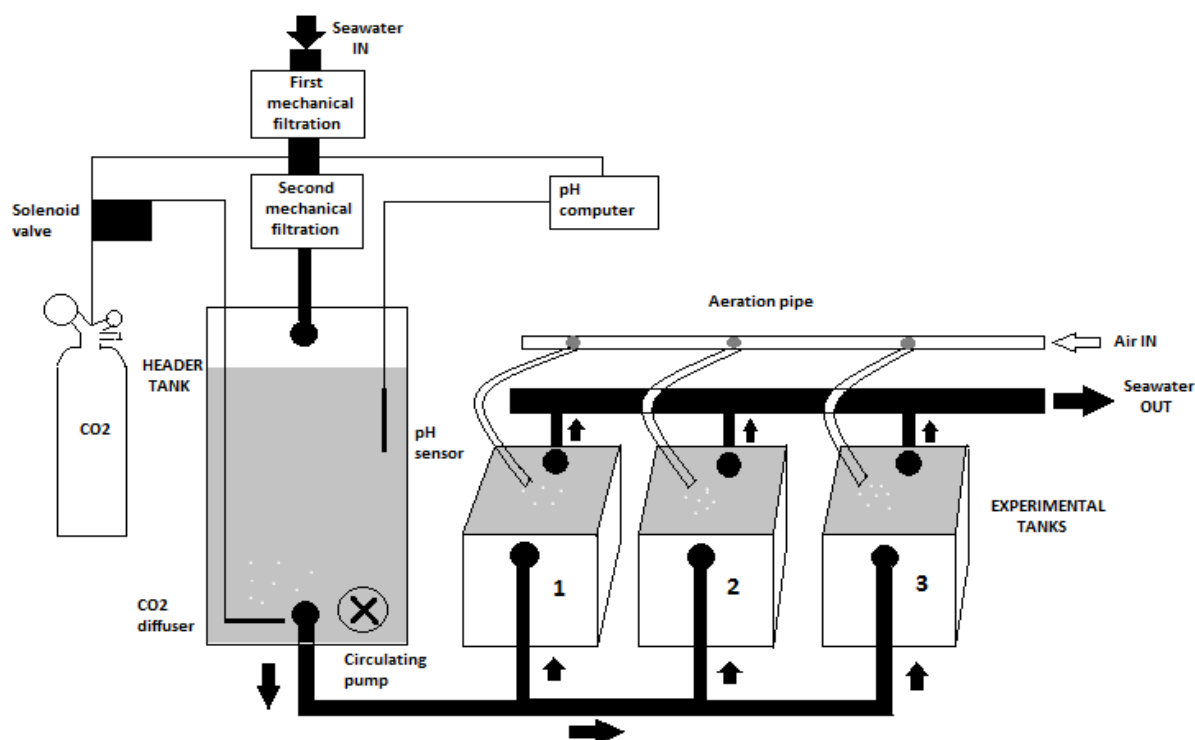 Seawater
IN
First
mechanical
filtration
Second
mechanical
filtration
pH
computer
Solenoid
valve
Aeration pipe
Air IN
HEADER
TANK
Seawater
OUT
CO2
pH
sensor
EXPERIMENTAL
TANKS
1
2
3
CO2
diffuser
Circulating
pump